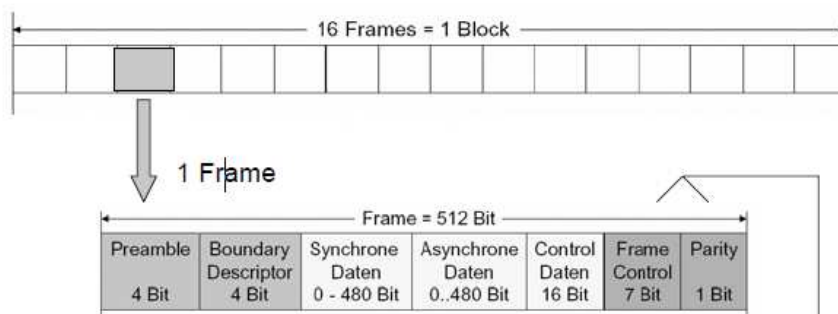 16 Frames = 1 Block
1 Frame
Frame = 512 Bit
Preamble
4 Bit
Boundary
Descriptor
4 Bit
Synchrone
Daten
0 - 480 Bit
Asynchrone
Daten
0..480 Bit
Control
Daten
16 Bit
Frame
Control
7 Bit
Parity
1 Bit